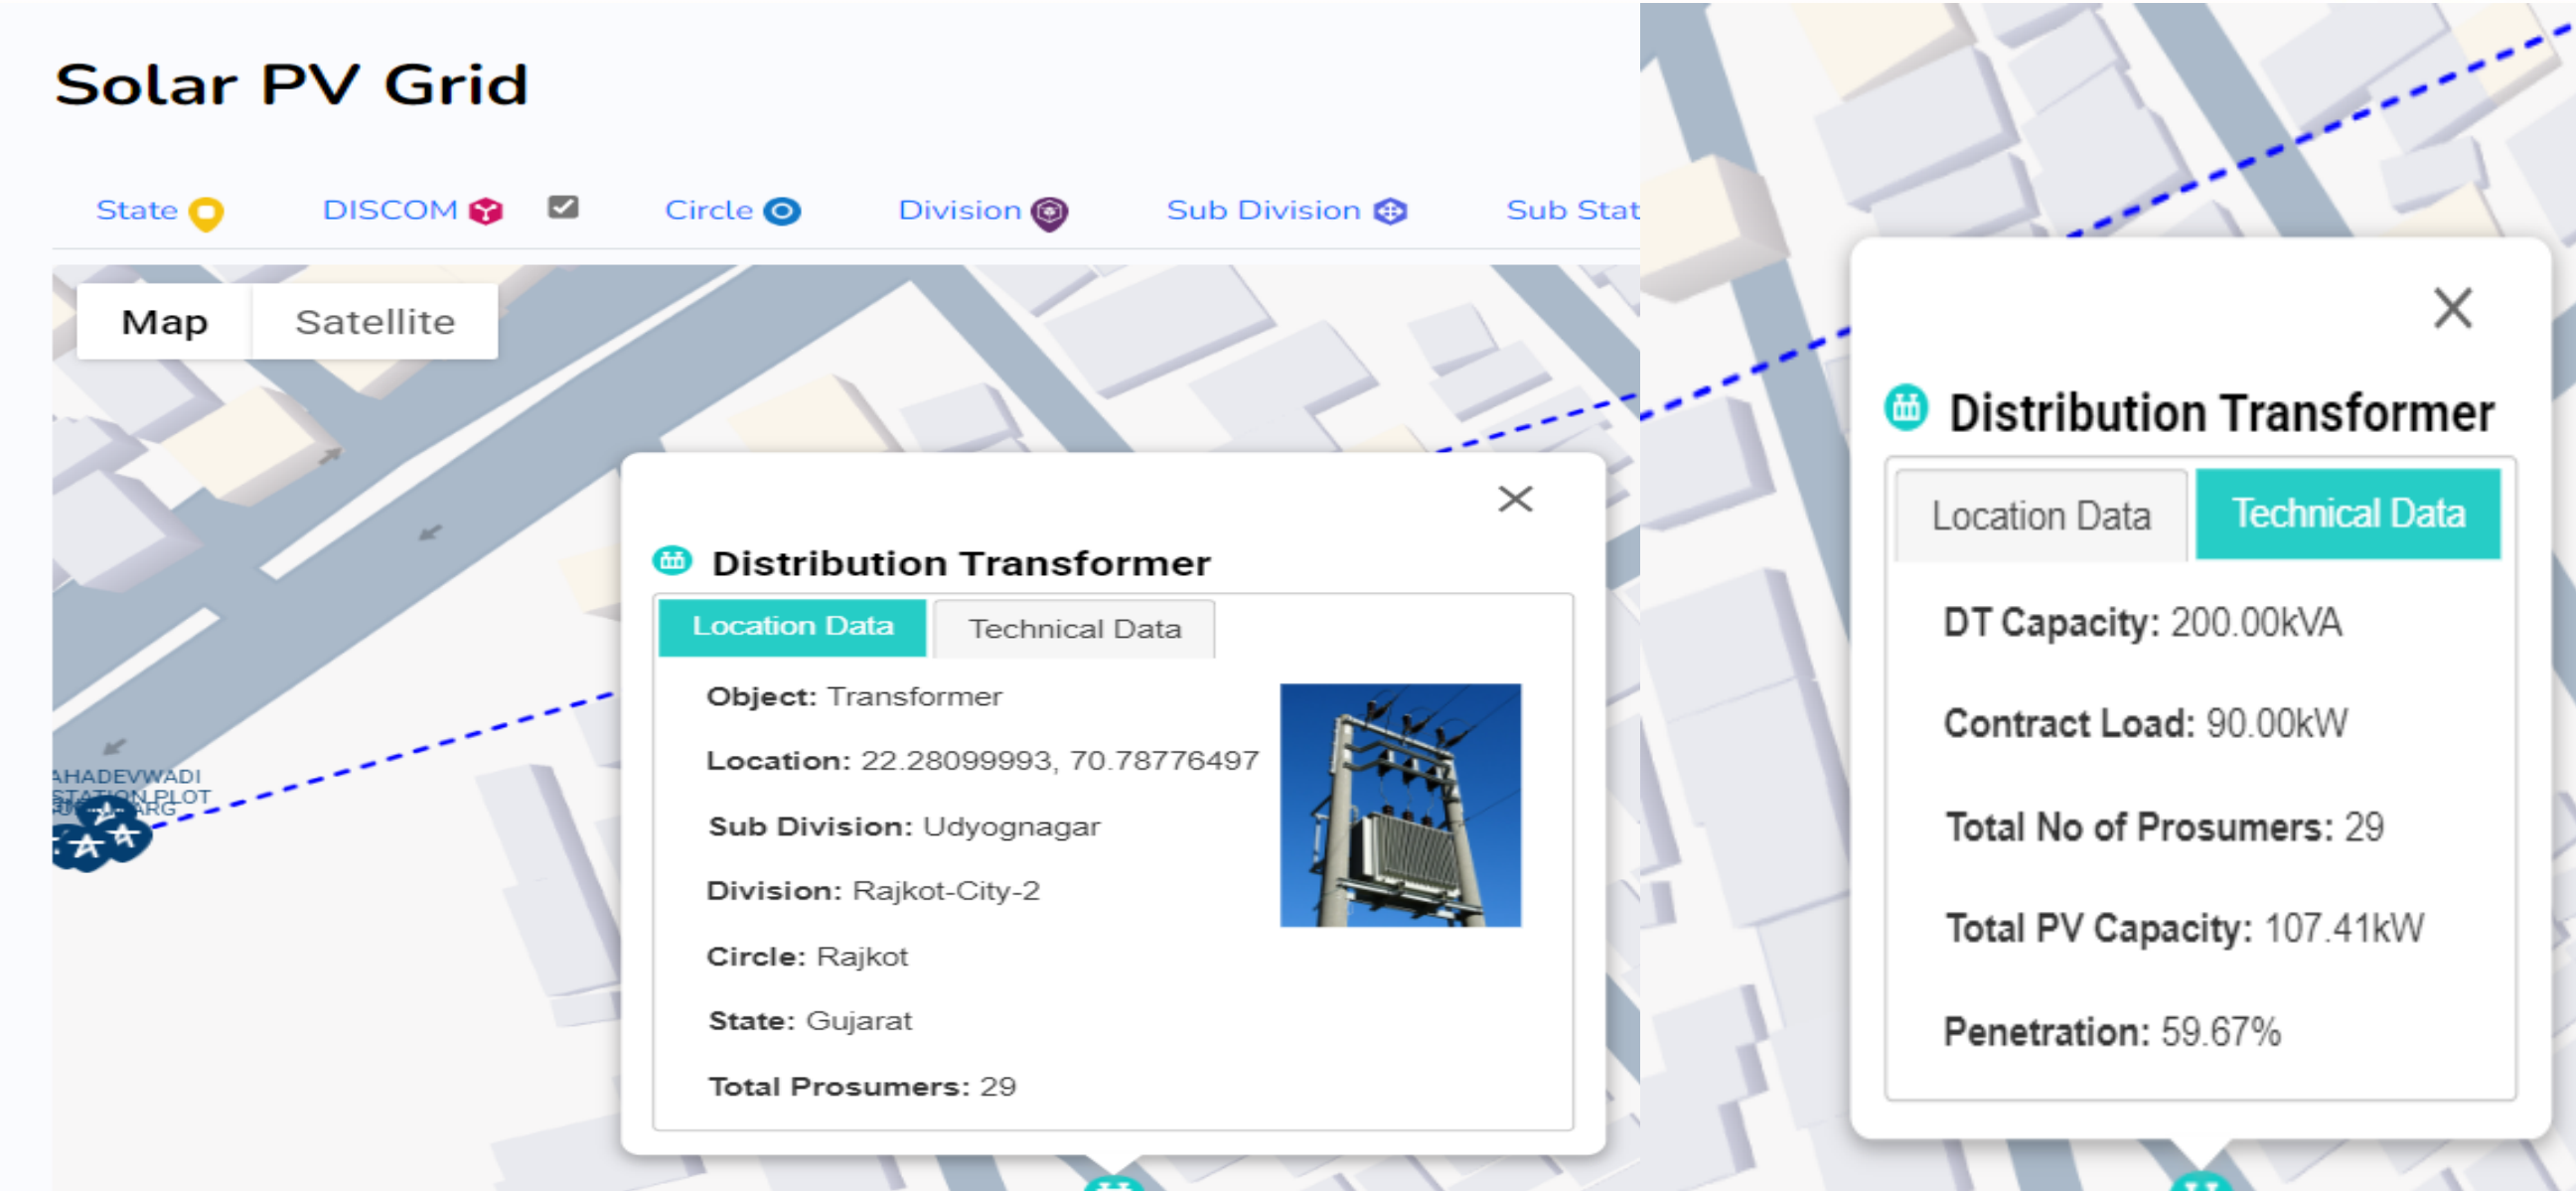 Solar PV Grid
State DISCOM Circle Division Sub Division Sub Stat
Map Satellite
AHADEVWADI
STATION PLOT
Distribution Transformer
Location Data Technical Data
Object: Transformer
Location: 22.28099993, 70.78776497
Sub Division: Udyognagar
Division: Rajkot-City-2
Circle: Rajkot
State: Gujarat
Total Prosumers: 29
Distribution Transformer
Location Data Technical Data
DT Capacity: 200.00kVA
Contract Load: 90.00kW
Total No of Prosumers: 29
Total PV Capacity: 107.41kW
Penetration: 59.67%